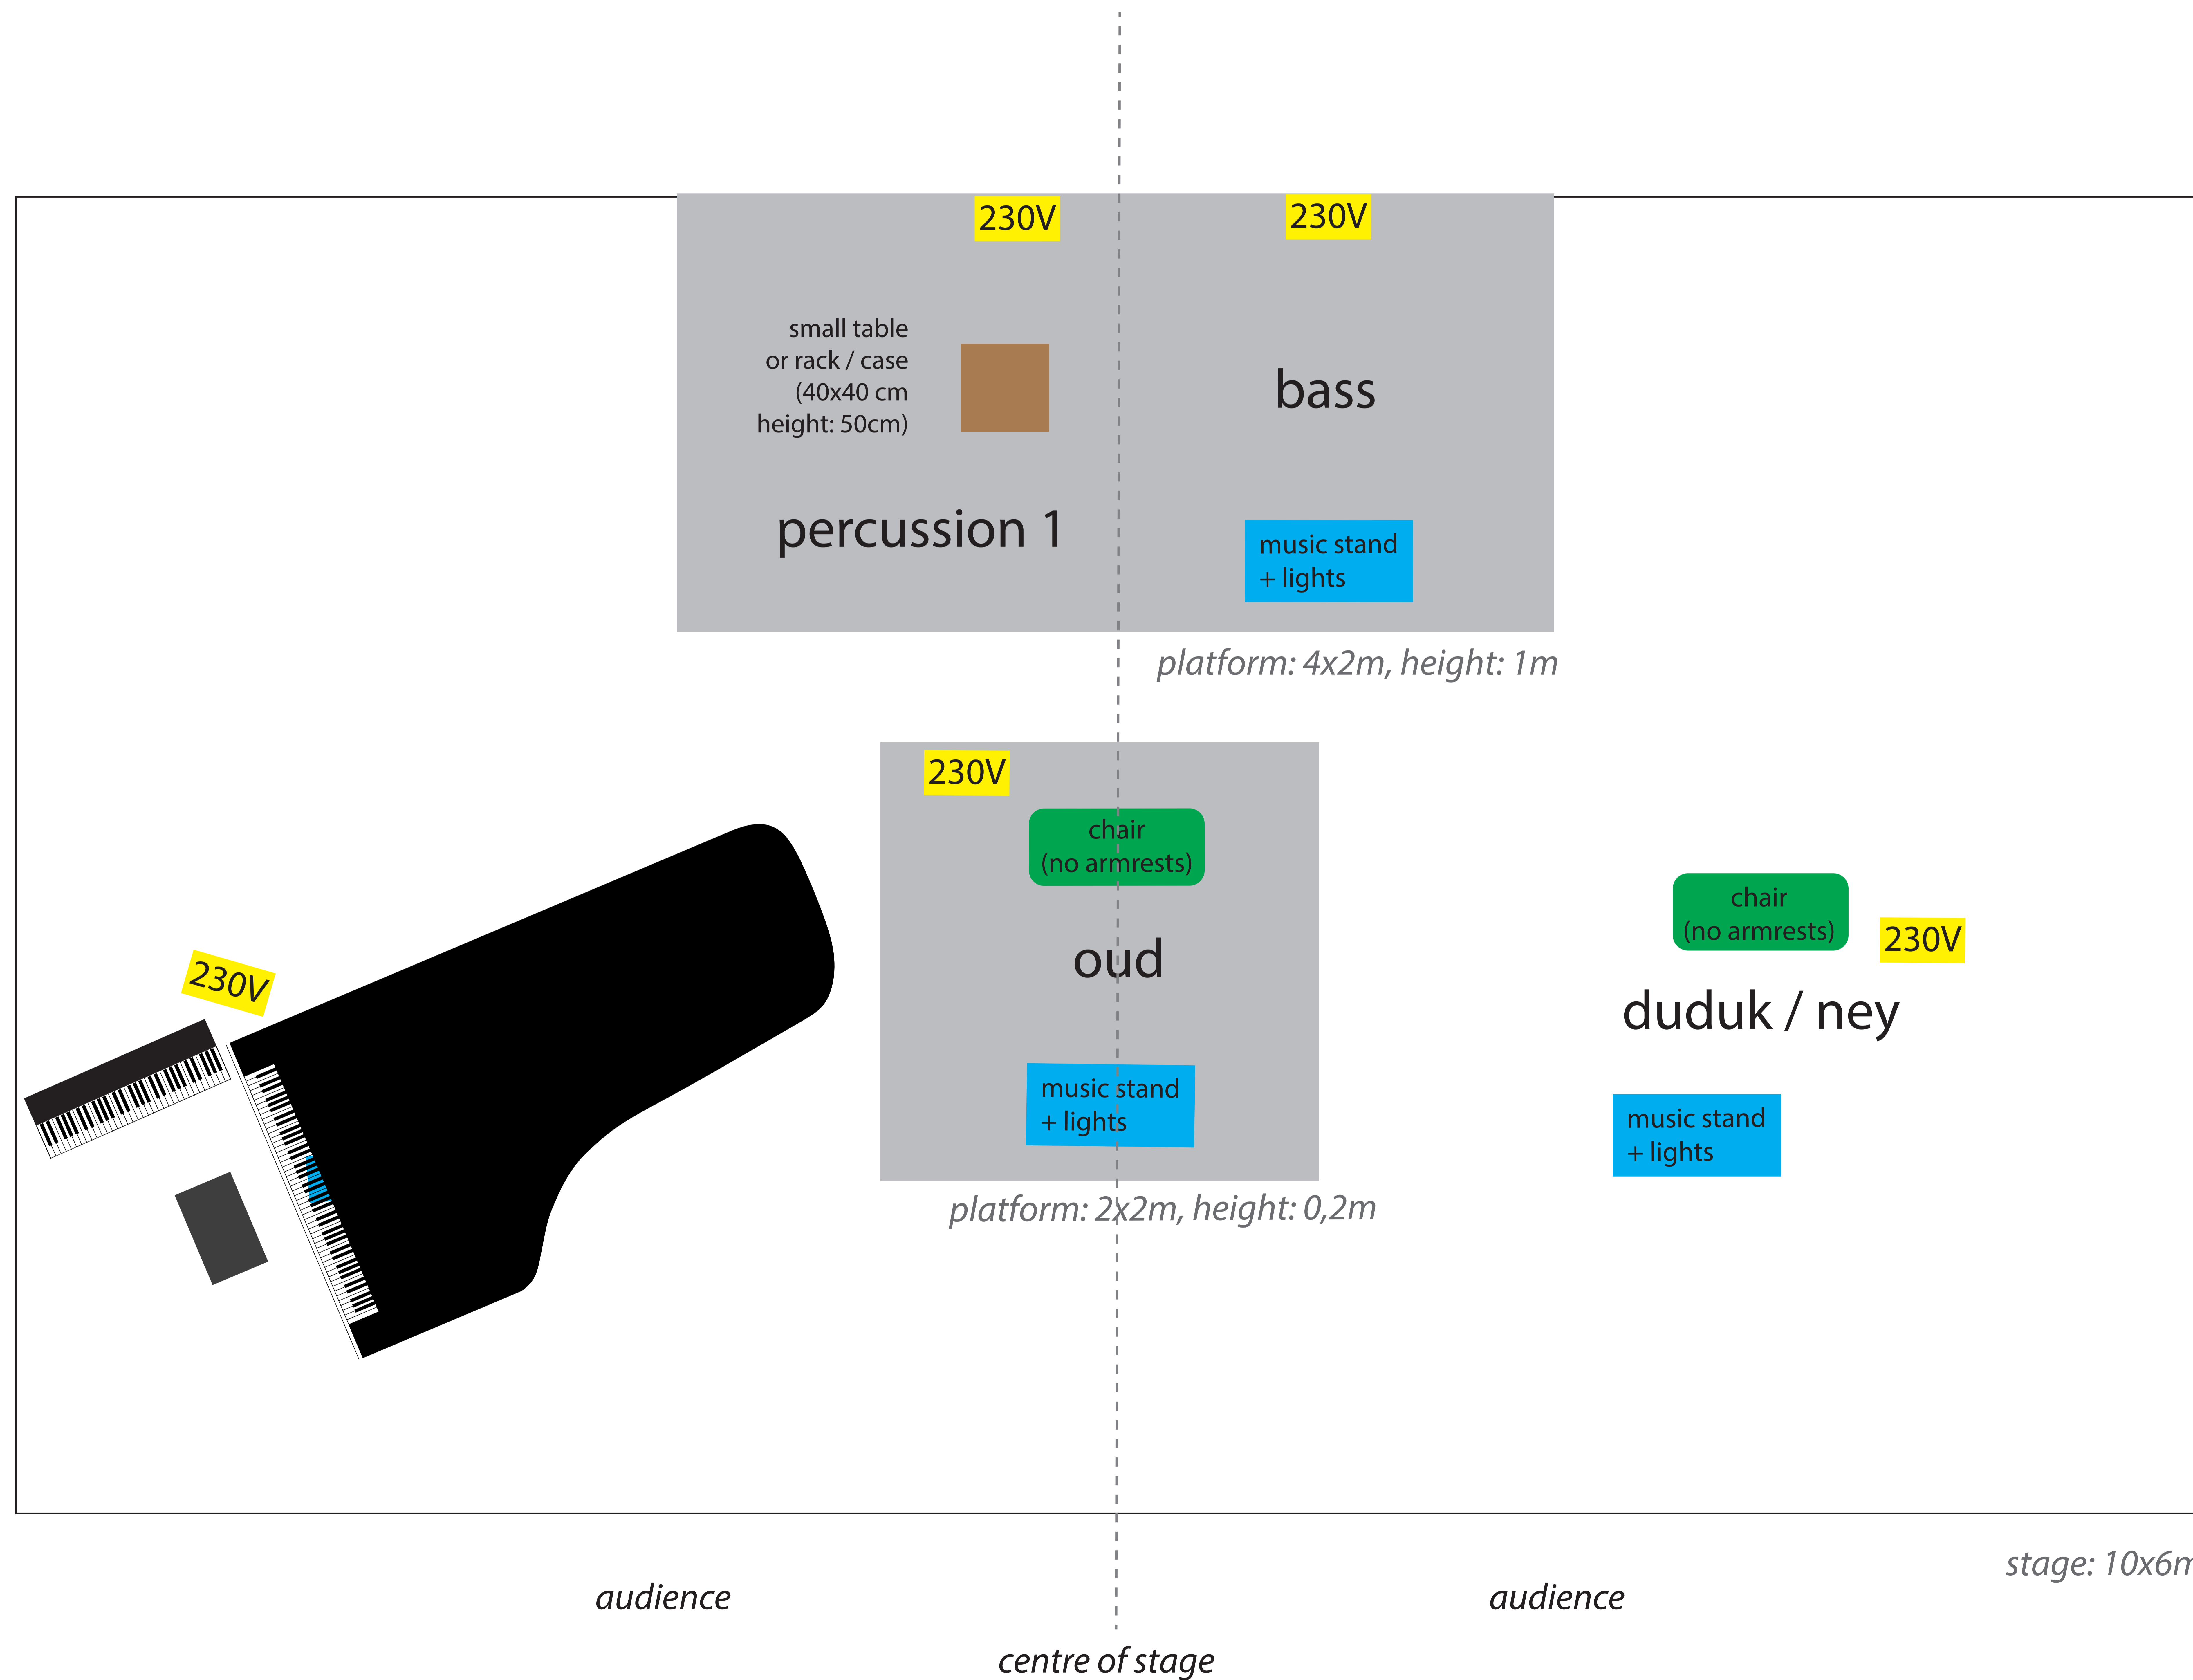 230V
230V
small table
or rack / case
(40x40 cm
height: 50cm)
bass
percussion 1
music stand
+ lights
platform: 4x2m, height: 1m
230V
chair
(no armrests)
oud
music stand
+ lights
platform: 2x2m, height: 0,2m
230V
chair
(no armrests)
230V
duduk / ney
music stand
+ lights
stage: 10x6m
audience
audience
centre of stage